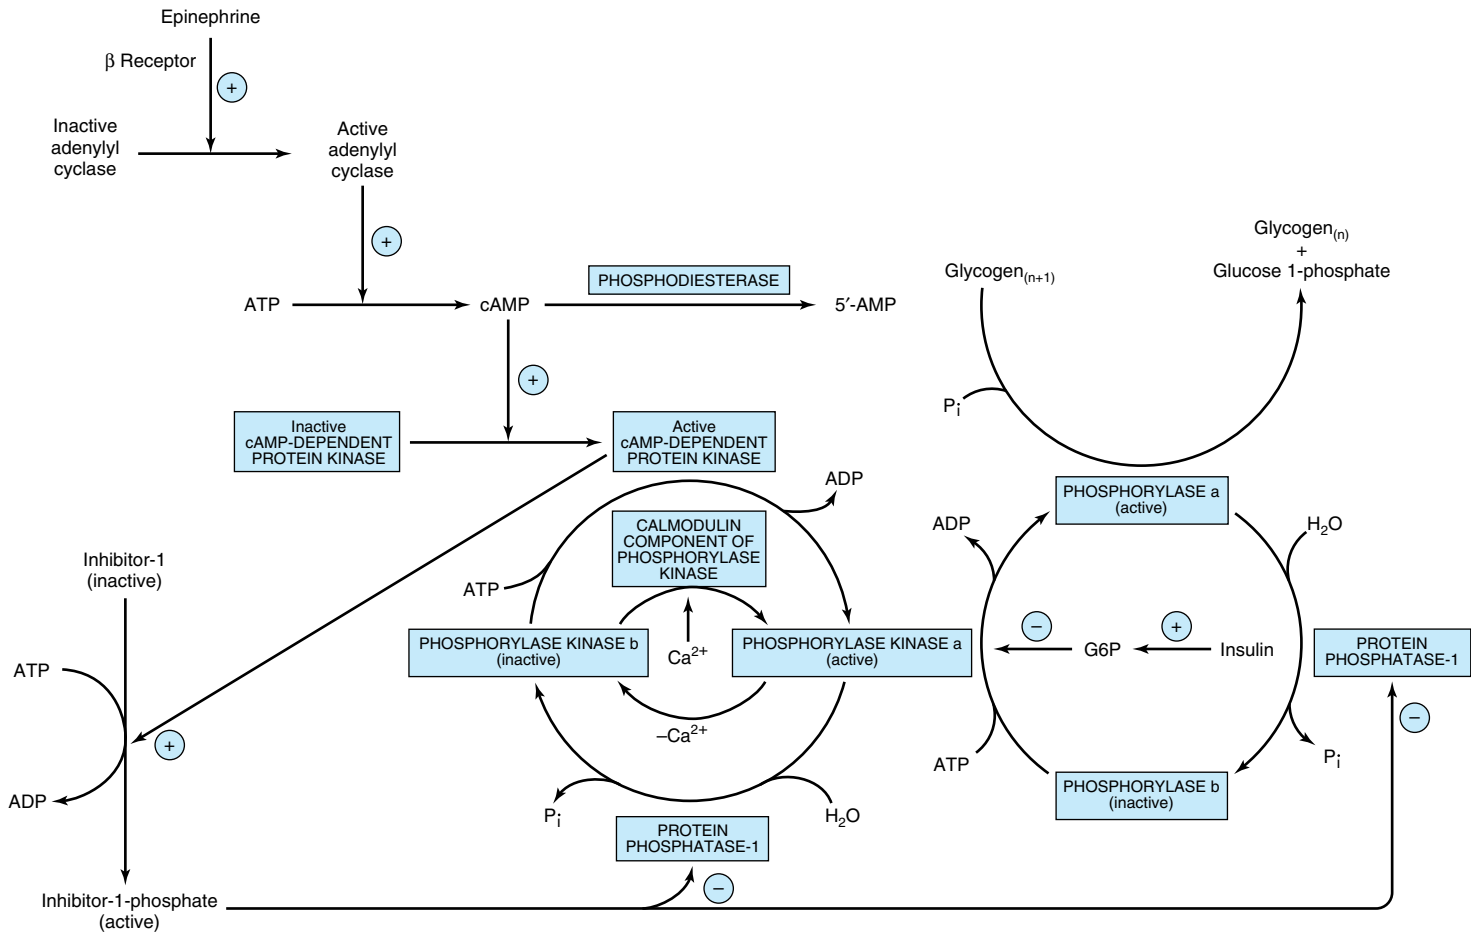 Epinephrine
β Receptor
+
Inactive
adenylyl
cyclase
Active
adenylyl
cyclase
+
ATP
cAMP
PHOSPHODIESTERASE
5′-AMP
+
Inactive
cAMP-DEPENDENT
PROTEIN KINASE
Active
cAMP-DEPENDENT
PROTEIN KINASE
Glycogen(n+1)
Glycogen(n)
+
Glucose 1-phosphate
Pi
PHOSPHORYLASE a
(active)
ADP
CALMODULIN
COMPONENT OF
PHOSPHORYLASE
KINASE
ATP
PHOSPHORYLASE KINASE b
(inactive)
Ca2+
PHOSPHORYLASE KINASE a
(active)
–Ca2+
Pi
H2O
PROTEIN
PHOSPHATASE-1
–
ADP
H2O
–
G6P
+
Insulin
PROTEIN
PHOSPHATASE-1
–
ATP
Pi
PHOSPHORYLASE b
(inactive)
Inhibitor-1
(inactive)
ATP
+
ADP
Inhibitor-1-phosphate
(active)